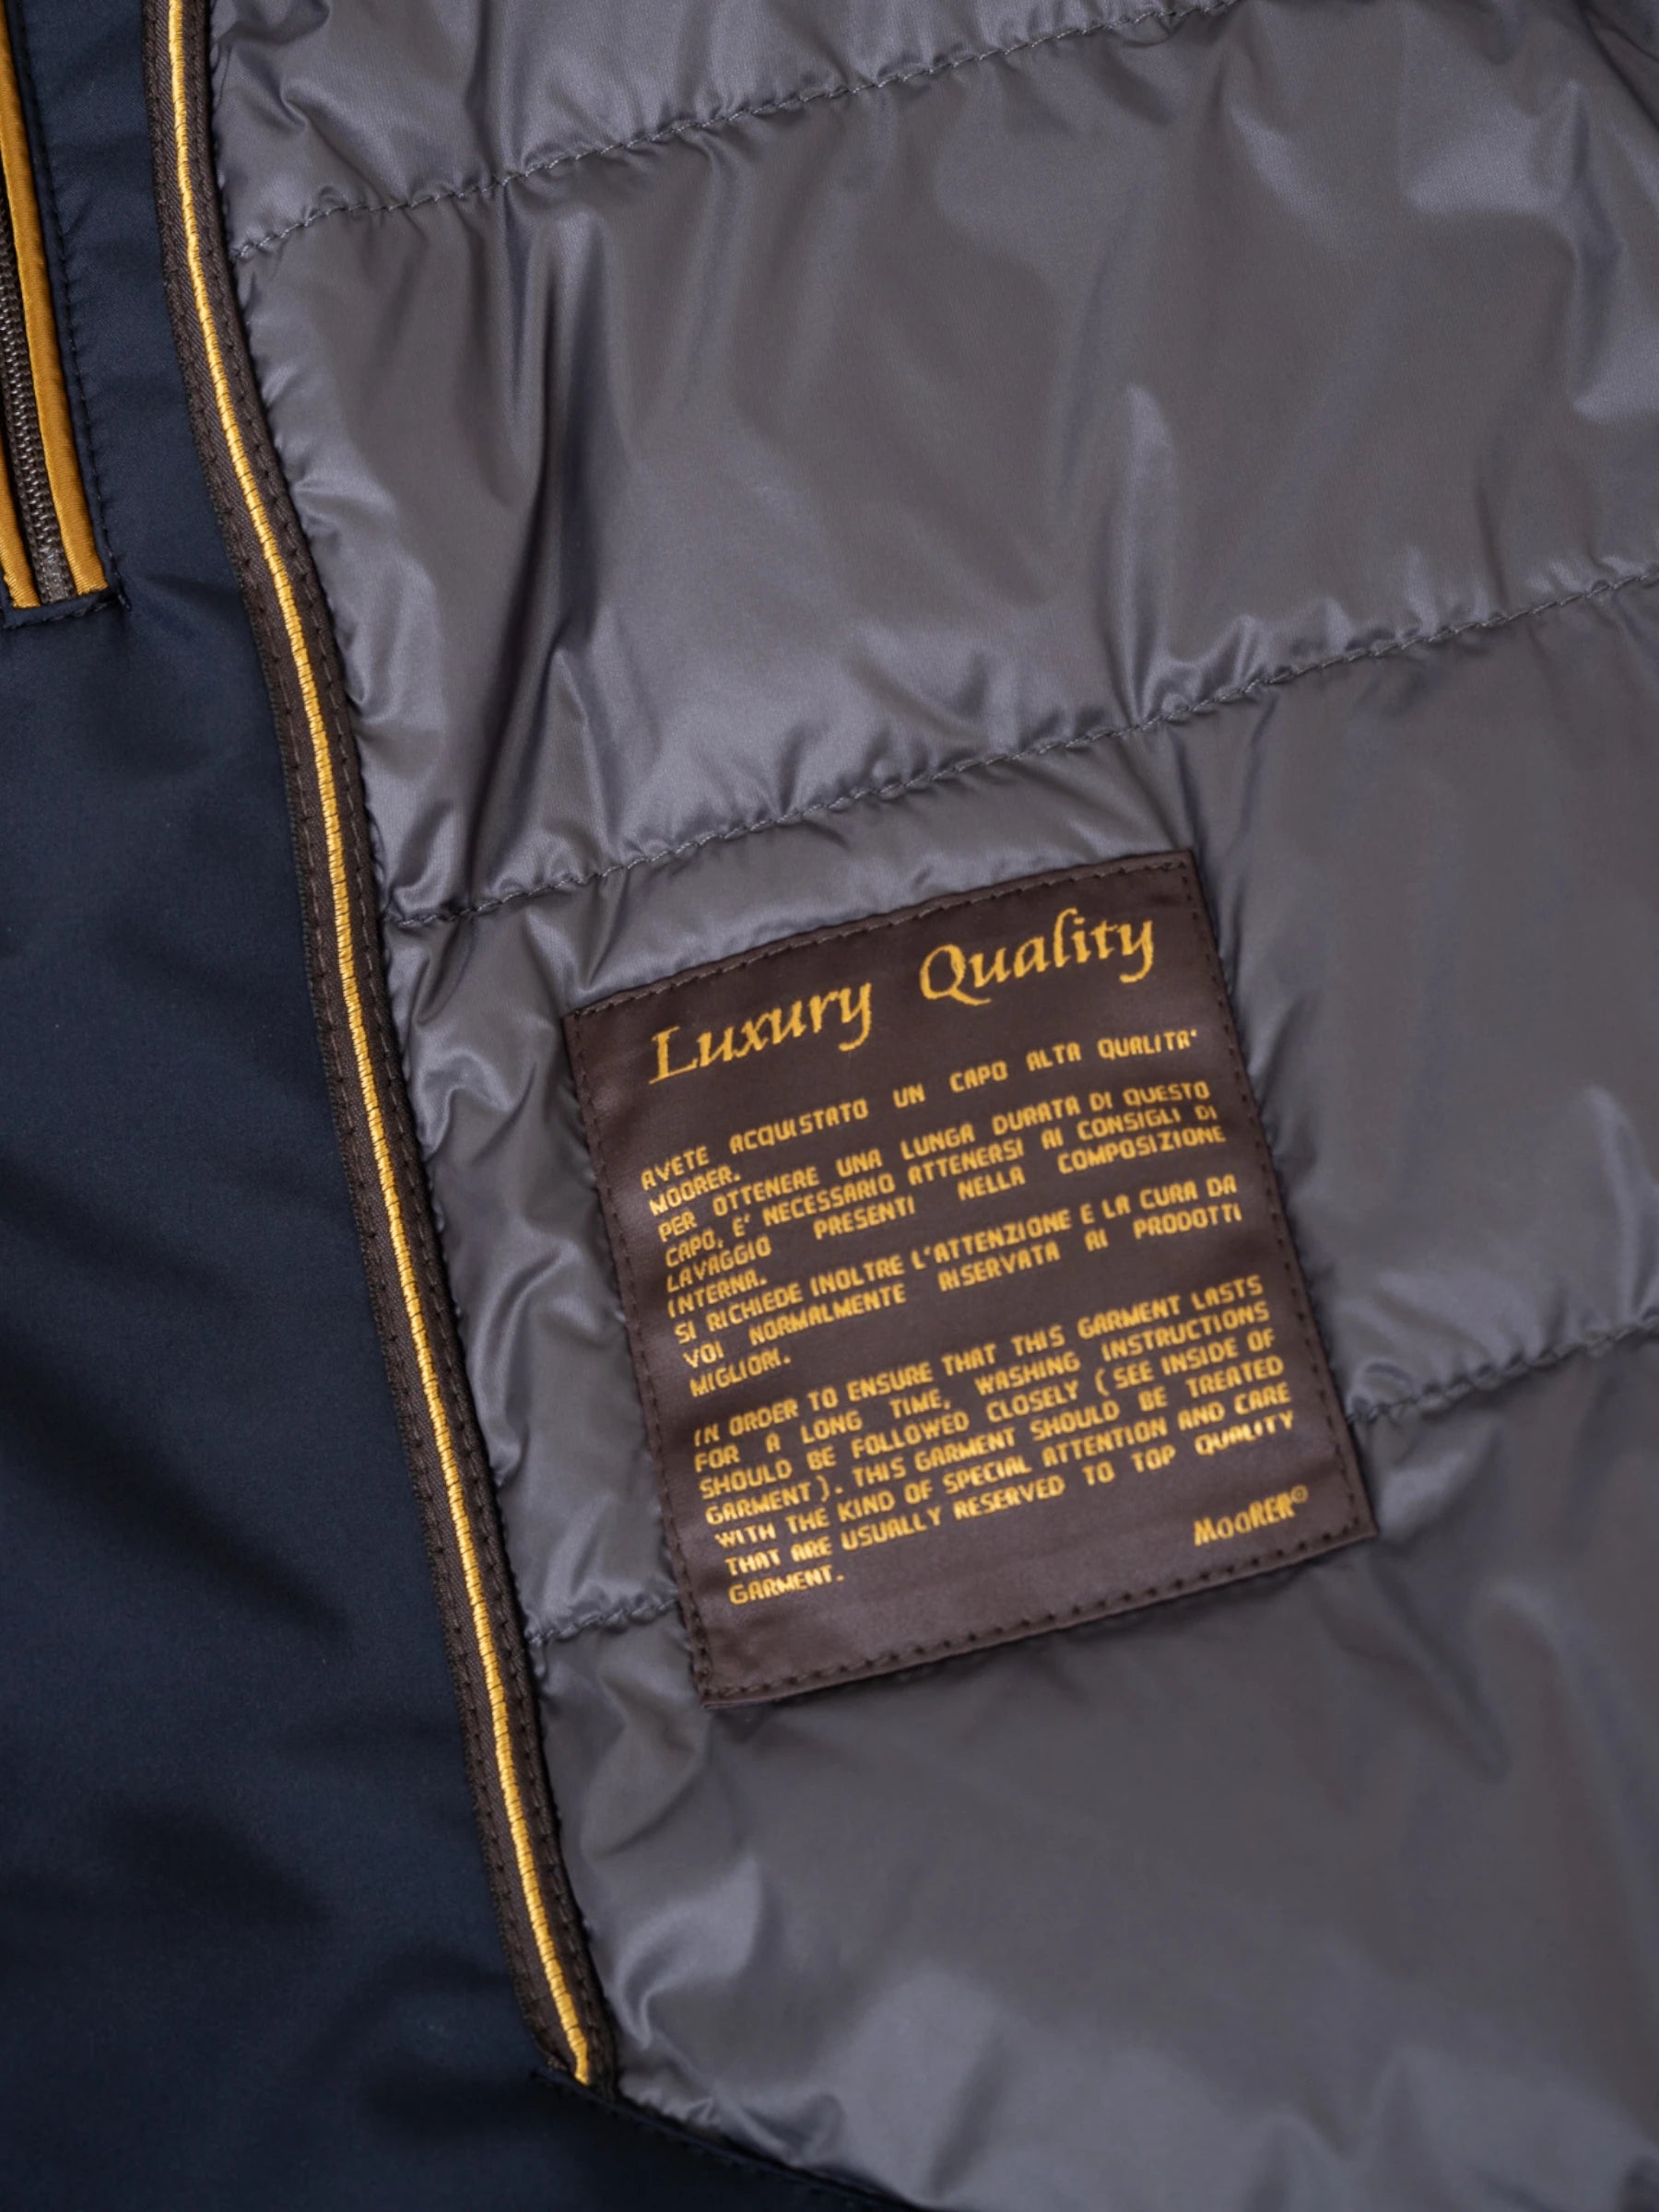 Luxury Quality
AVETE ACQUISTATO UN CAPO ALTA QUALITA'
MOORER.
PER OTTENERE UNA LUNGA DURATA DI QUESTO
CAPO, E' NECESSARIO ATTENERSI AI CONSIGLI DI
LAVAGGIO PRESENTI NELLA COMPOSIZIONE
INTERNA.
SI RICHIEDE INOLTRE L'ATTENZIONE E LA CURA DA
VOI NORMALMENTE RISERVATA AI PRODOTTI
MIGLIORI.
IN ORDER TO ENSURE THAT THIS GARMENT LASTS
FOR A LONG TIME, WASHING INSTRUCTIONS
SHOULD BE FOLLOWED CLOSELY (SEE INSIDE OF
GARMENT). THIS GARMENT SHOULD BE TREATED
WITH THE KIND OF SPECIAL ATTENTION AND CARE
THAT ARE USUALLY RESERVED TO TOP QUALITY
GARMENT.
MooRER©